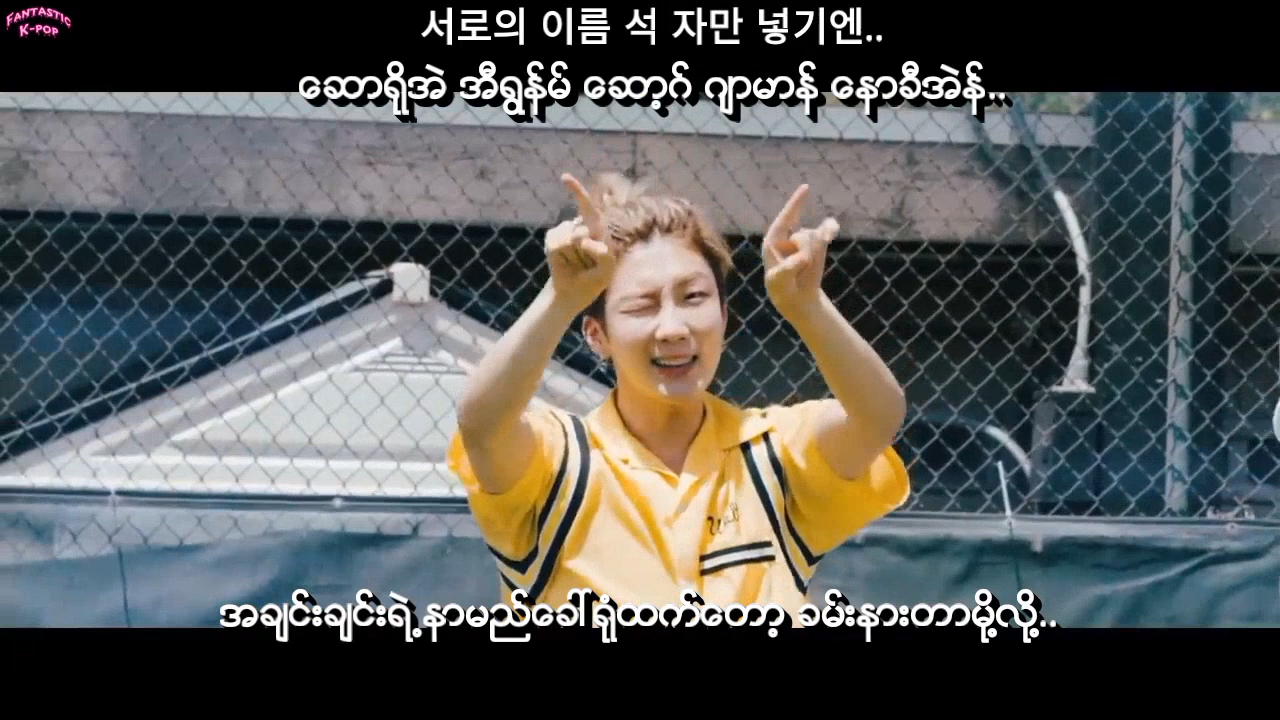 FANTASTIC
K-POP
서로의 이름 석 자만 넣기엔..
ဆောရိုအဲ အီရွန်မ် ဆော့ဂ် ဂျာမာန် နောခီအဲန်..
အချင်းချင်းရဲ့နာမည်ခေါ်ရုံထက်တော့ ခမ်းနားတာမို့လို့..